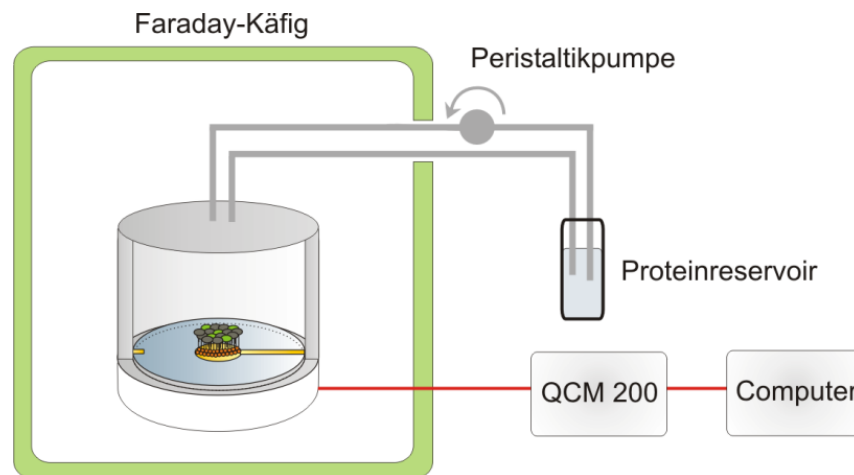 Faraday-Käfig
Peristaltikpumpe
Proteinreservoir
QCM 200
Computer